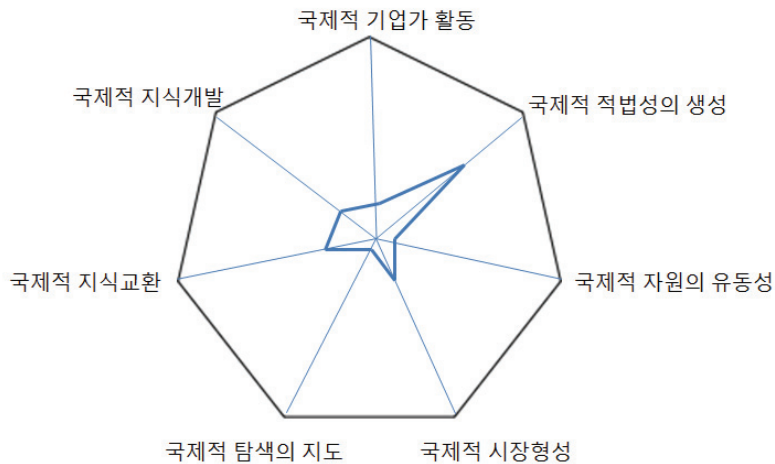 국제적 기업가 활동
국제적 지식개발
국제적 적법성의 생성
국제적 지식교환
국제적 자원의 유동성
국제적 탐색의 지도
국제적 시장형성